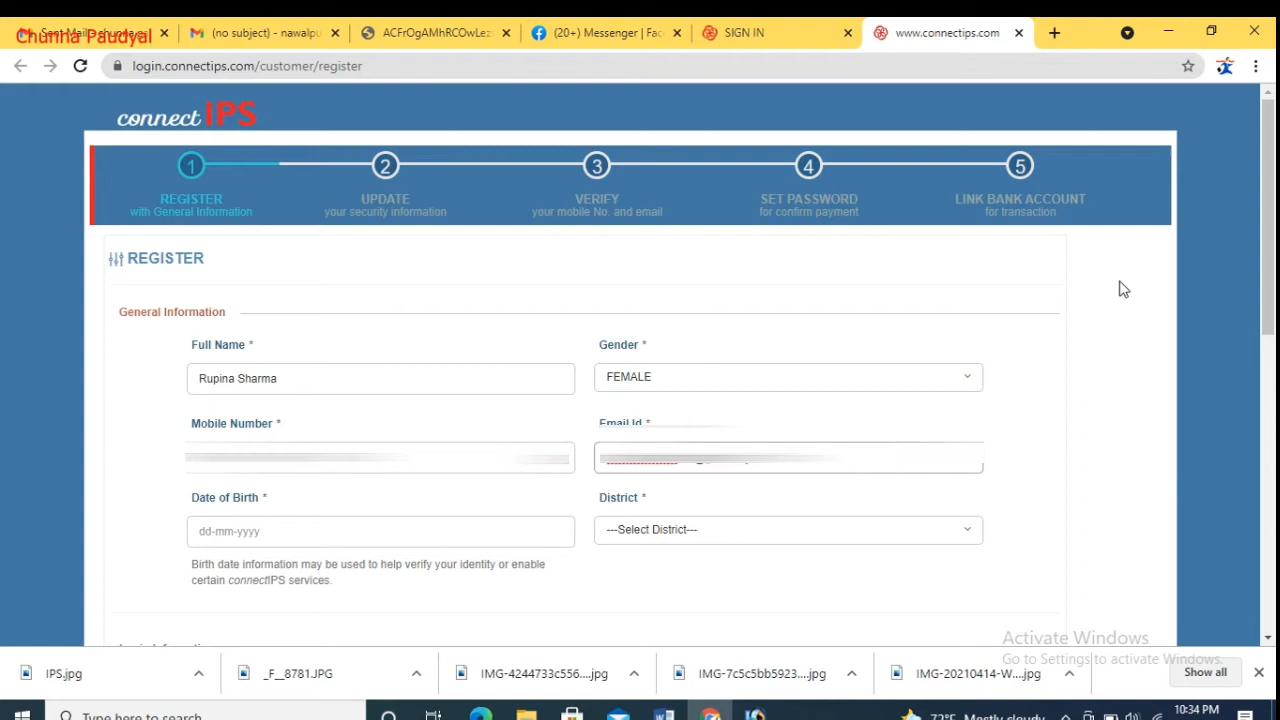 Chunna Paudyal
(no subject) - nawalpu
ACFrOgAMhRCOwLez
(20+) Messenger | Fac
SIGN IN
www.connectips.com
login.connectips.com/customer/register
connectIPS
1 2 3 4 5
REGISTER UPDATE VERIFY SET PASSWORD LINK BANK ACCOUNT
with General Information your security information your mobile No. and email for confirm payment for transaction
REGISTER
General Information
Full Name * Gender *
Rupina Sharma FEMALE
Mobile Number * Email Id *
Date of Birth * District *
dd-mm-yyyy ---Select District---
Birth date information may be used to help verify your identity or enable
certain connectIPS services.
Activate Windows
Go to Settings to activate Windows.
IPS.jpg _F__8781.JPG IMG-4244733c556....jpg IMG-7c5c5bb5923....jpg IMG-20210414-W....jpg Show all
Type here to search 72°F Mostly cloudy 10:34 PM